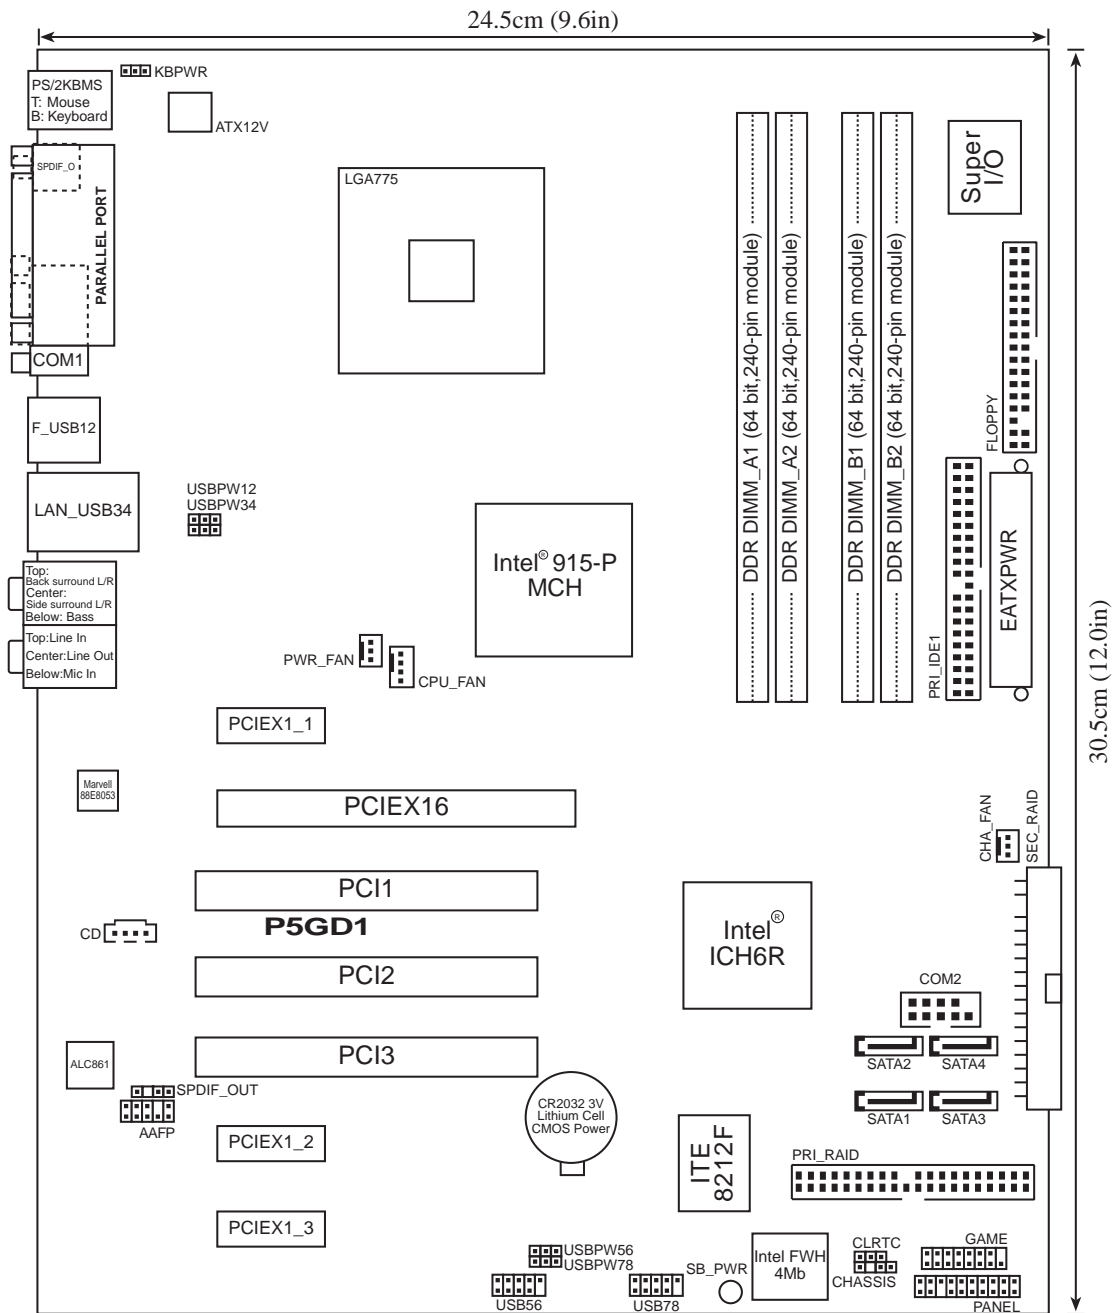 24.5cm (9.6in)
KBPWR
PS/2KBMS
T: Mouse
B: Keyboard
ATX12V
SPDIF_O
PARALLEL PORT
COM1
LGA775
DDR DIMM_A1 (64 bit,240-pin module)
DDR DIMM_A2 (64 bit,240-pin module)
DDR DIMM_B1 (64 bit,240-pin module)
DDR DIMM_B2 (64 bit,240-pin module)
Super
I/O
FLOPPY
F_USB12
LAN_USB34
USBPW12
USBPW34
Intel® 915-P
MCH
PRI_IDE1
EATXPWR
30.5cm (12.0in)
Top:
Back surround L/R
Center:
Side surround L/R
Below: Bass
Top:Line In
Center:Line Out
Below:Mic In
PWR_FAN
CPU_FAN
PCIEX1_1
Marvell
88E8053
PCIEX16
CHA_FAN
SEC_RAID
PCI1
P5GD1
CD
PCI2
Intel®
ICH6R
COM2
PCI3
SATA2
SATA4
ALC861
SPDIF_OUT
AAFP
CR2032 3V
Lithium Cell
CMOS Power
SATA1
SATA3
PCIEX1_2
ITE
8212F
PRI_RAID
PCIEX1_3
USBPW56
USBPW78
USB56
USB78
SB_PWR
Intel FWH
4Mb
CLRTC
CHASSIS
GAME
PANEL